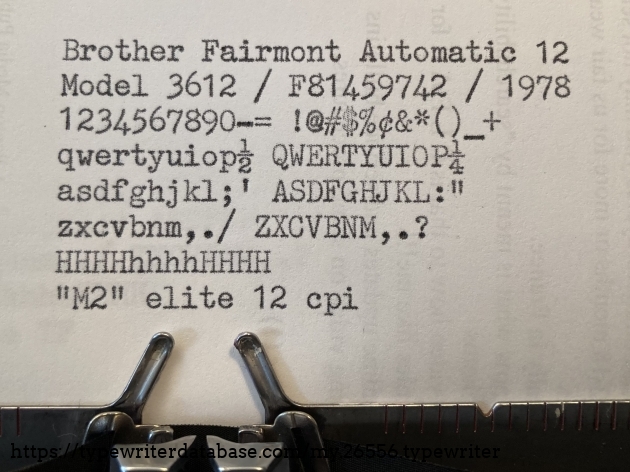 Brother Fairmont Automatic 12
Model 3612 / F81459742 / 1978
1234567890-= !@#$%¢&*()_+
qwertyuiop½ QWERTYUIOP¼
asdfghjkl;' ASDFGHJKL:"
zxcvbnm,./ ZXCVBNM,.?
HHHHhhhhHHHH
"M2" elite 12 cpi
https://typewriterdatabase.com/my.26556.typewriter